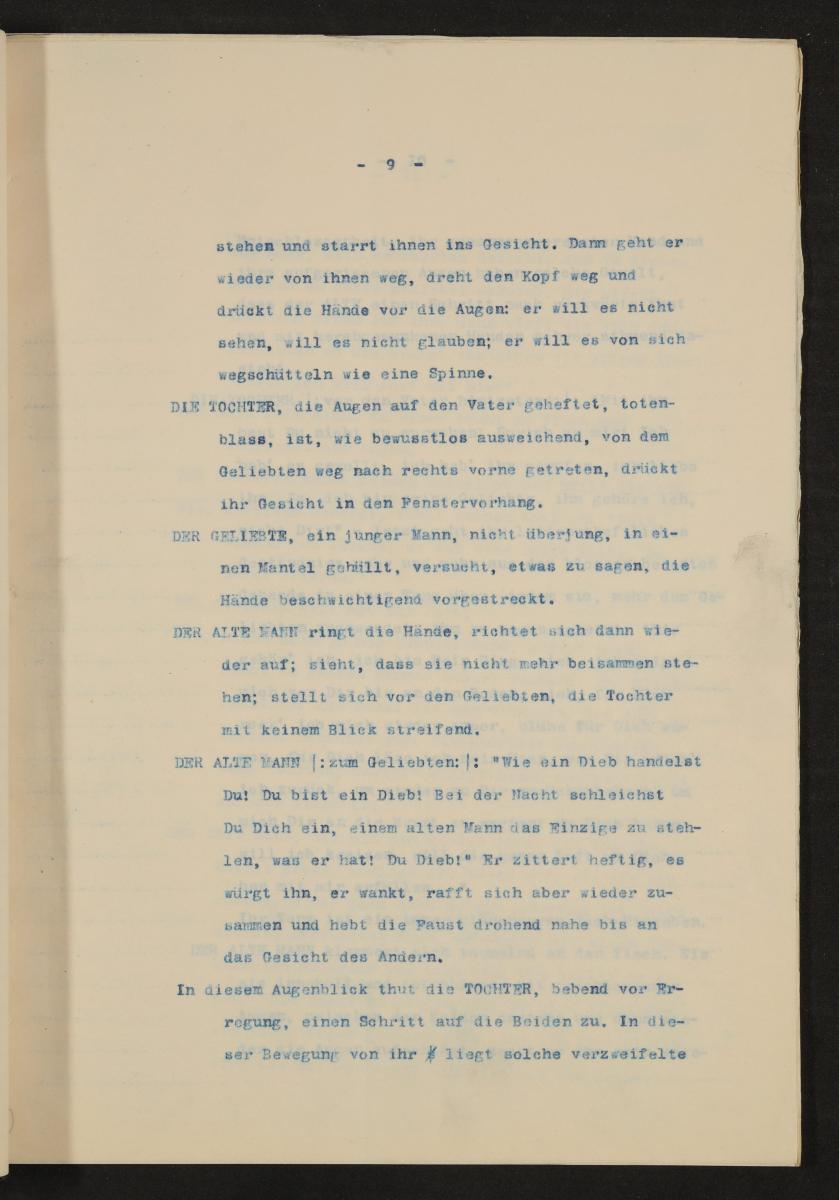 - 9 -
stehen und starrt ihnen ins Gesicht. Dann geht er
wieder von ihnen weg, dreht den Kopf weg und
drückt die Hände vor die Augen: er will es nicht
sehen, will es nicht glauben; er will es von sich
wegschütteln wie eine Spinne.
DIE TOCHTER, die Augen auf den Vater geheftet, toten-
blass, ist, wie bewusstlos ausweichend, von dem
Geliebten weg nach rechts vorne getreten, drückt
ihr Gesicht in den Fenstervorhang.
DER GELIEBTE, ein junger Mann, nicht überjung, in ei-
nen Mantel gehüllt, versucht, etwas zu sagen, die
Hände beschwichtigend vorgestreckt.
DER ALTE MANN ringt die Hände, richtet sich dann wie-
der auf; sieht, dass sie nicht mehr beisammen ste-
hen; stellt sich vor den Geliebten, die Tochter
mit keinem Blick streifend.
DER ALTE MANN |:zum Geliebten:|: "Wie ein Dieb handelst
Du! Du bist ein Dieb! Bei der Nacht schleichst
Du Dich ein, einem alten Mann das Einzige zu steh-
len, was er hat! Du Dieb!" Er zittert heftig, es
würgt ihn, er wankt, rafft sich aber wieder zu-
sammen und hebt die Faust drohend nahe bis an
das Gesicht des Andern.
In diesem Augenblick thut die TOCHTER, bebend vor Er-
regung, einen Schritt auf die Beiden zu. In die-
ser Bewegung von ihr liegt solche verzweifelte